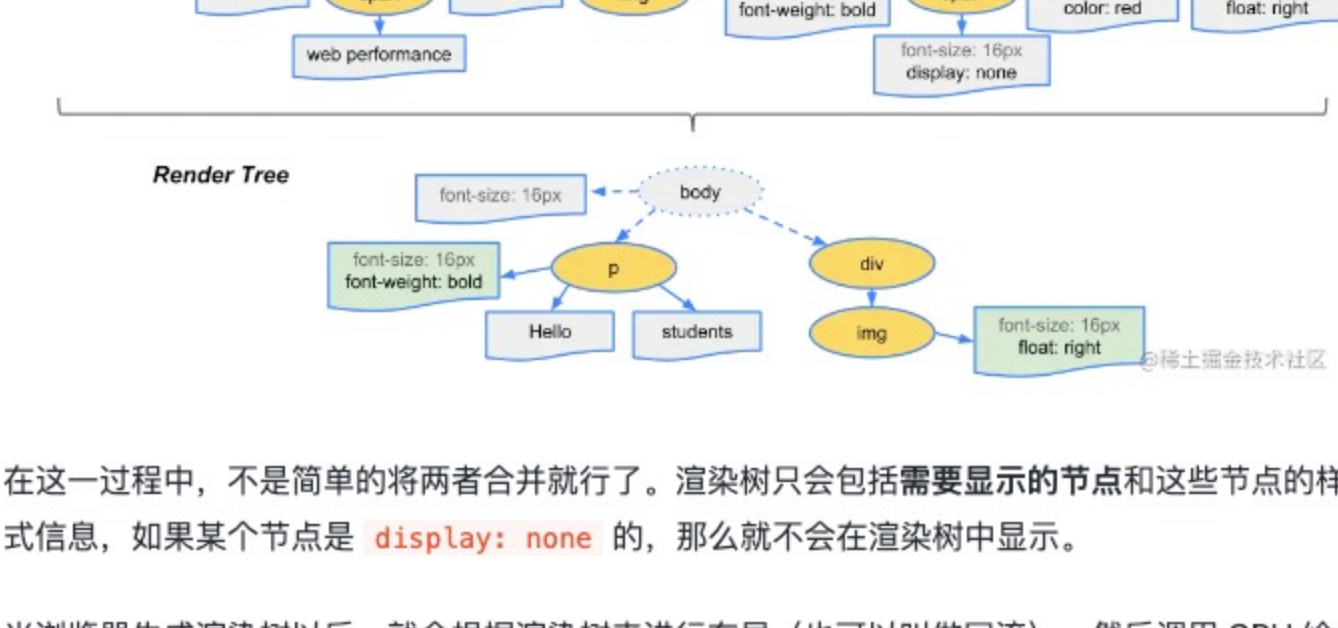 font-weight: bold
color: red
float: right
web performance
font-size: 16px
display: none
Render Tree
font-size: 16px
body
font-size: 16px
font-weight: bold
p
div
Hello
students
img
font-size: 16px
float: right
@稀土掘金技术社区
在这一过程中，不是简单的将两者合并就行了。渲染树只会包括需要显示的节点和这些节点的样
式信息，如果某个节点是 display: none 的，那么就不会在渲染树中显示。